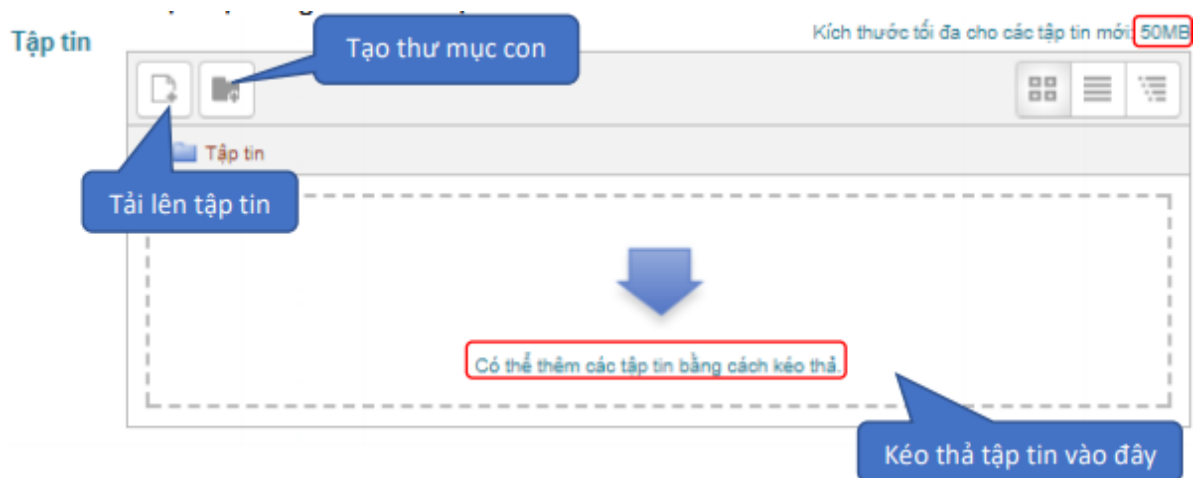 Tập tin
Tạo thư mục con
Kích thước tối đa cho các tập tin mới: 50MB
Tập tin
Tải lên tập tin
Có thể thêm các tập tin bằng cách kéo thả.
Kéo thả tập tin vào đây